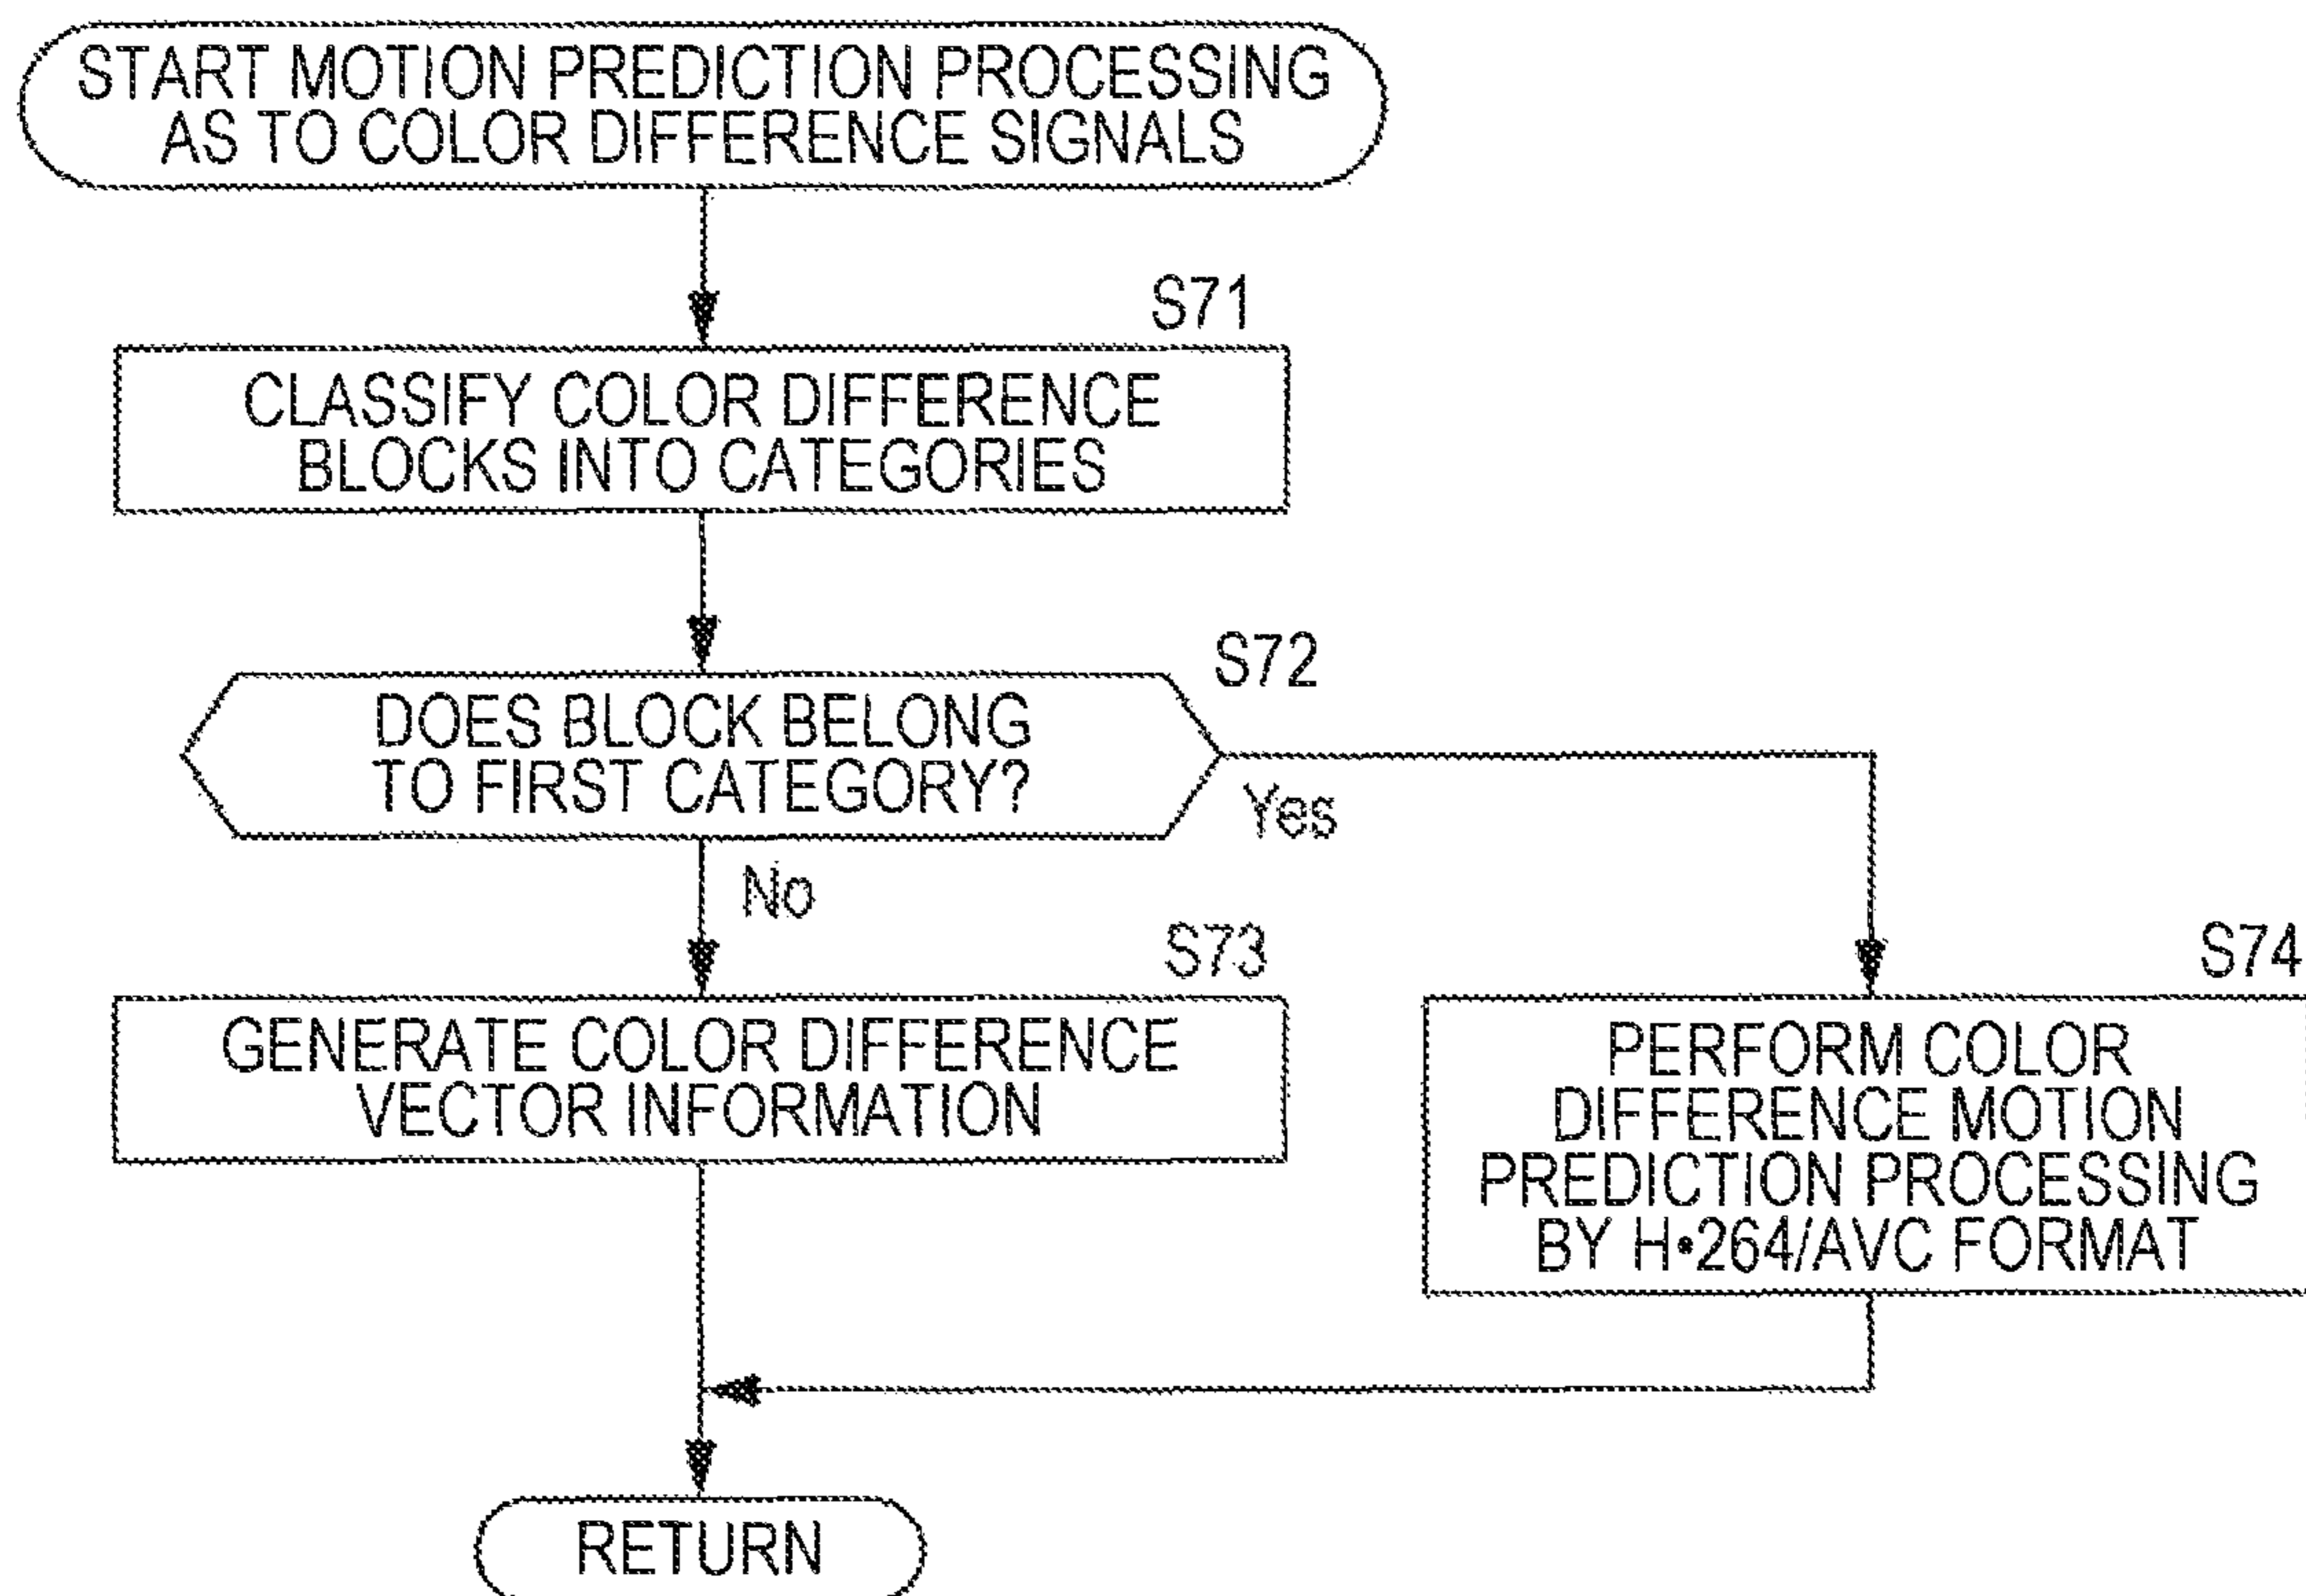 START MOTION PREDICTION PROCESSING
AS TO COLOR DIFFERENCE SIGNALS
S71
CLASSIFY COLOR DIFFERENCE
BLOCKS INTO CATEGORIES
S72
DOES BLOCK BELONG
TO FIRST CATEGORY?
Yes
No
S73
GENERATE COLOR DIFFERENCE
VECTOR INFORMATION
S74
PERFORM COLOR
DIFFERENCE MOTION
PREDICTION PROCESSING
BY H•264/AVC FORMAT
RETURN